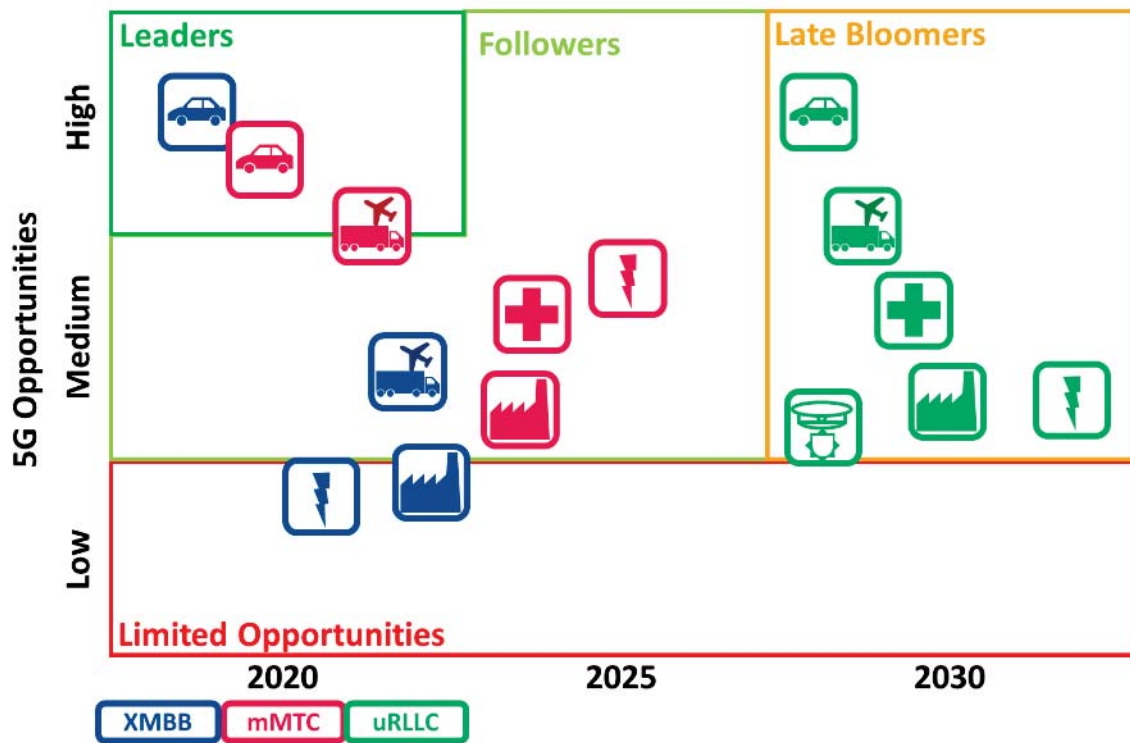 Leaders
Followers
Late Bloomers
High
Medium
Low
5G Opportunities
Limited Opportunities
2020
2025
2030
XMBB
mMTC
uRLLC